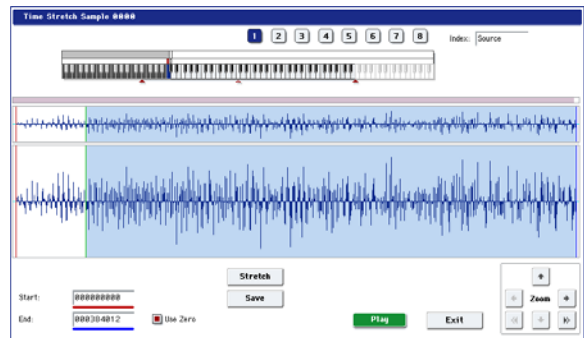 Time Stretch Sample 0000
1 2 3 4 5 6 7 8 Index: Source
Stretch
Start: 000000000 Save Zoom
End: 000384012 Use Zero Play Exit